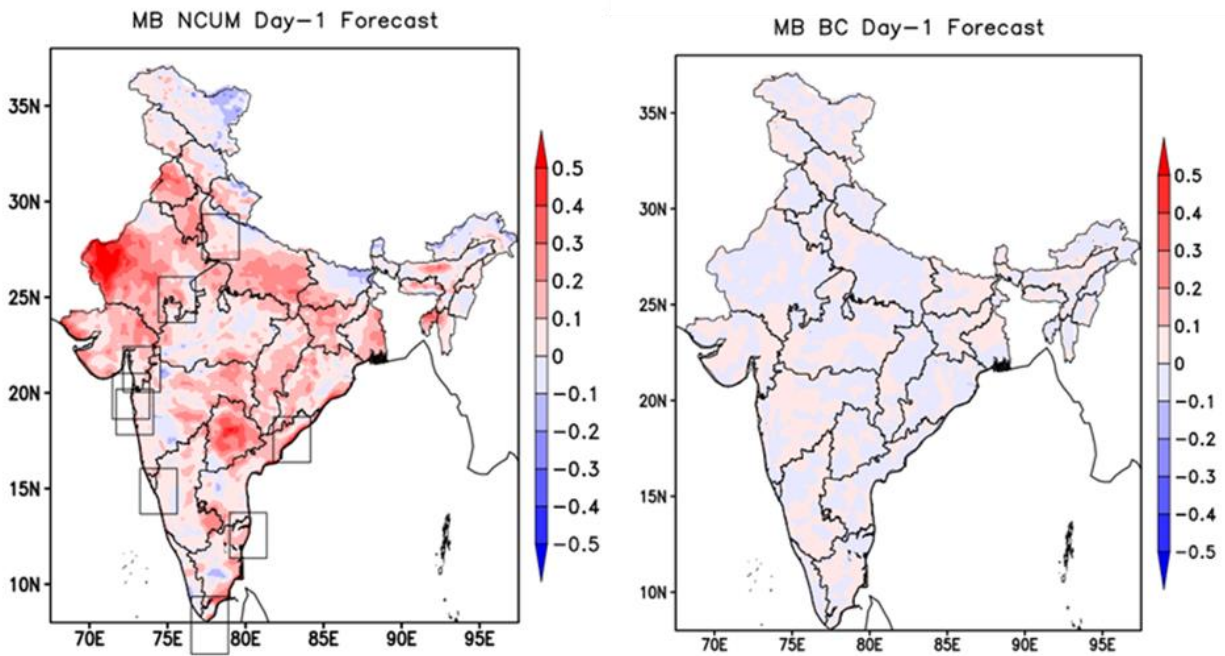 MB NCUM Day-1 Forecast
35N
30N
25N
20N
15N
10N
70E 75E 80E 85E 90E 95E
0.5
0.4
0.3
0.2
0.1
0
-0.1
-0.2
-0.3
-0.4
-0.5
MB BC Day-1 Forecast
35N
30N
25N
20N
15N
10N
70E 75E 80E 85E 90E 95E
0.5
0.4
0.3
0.2
0.1
0
-0.1
-0.2
-0.3
-0.4
-0.5